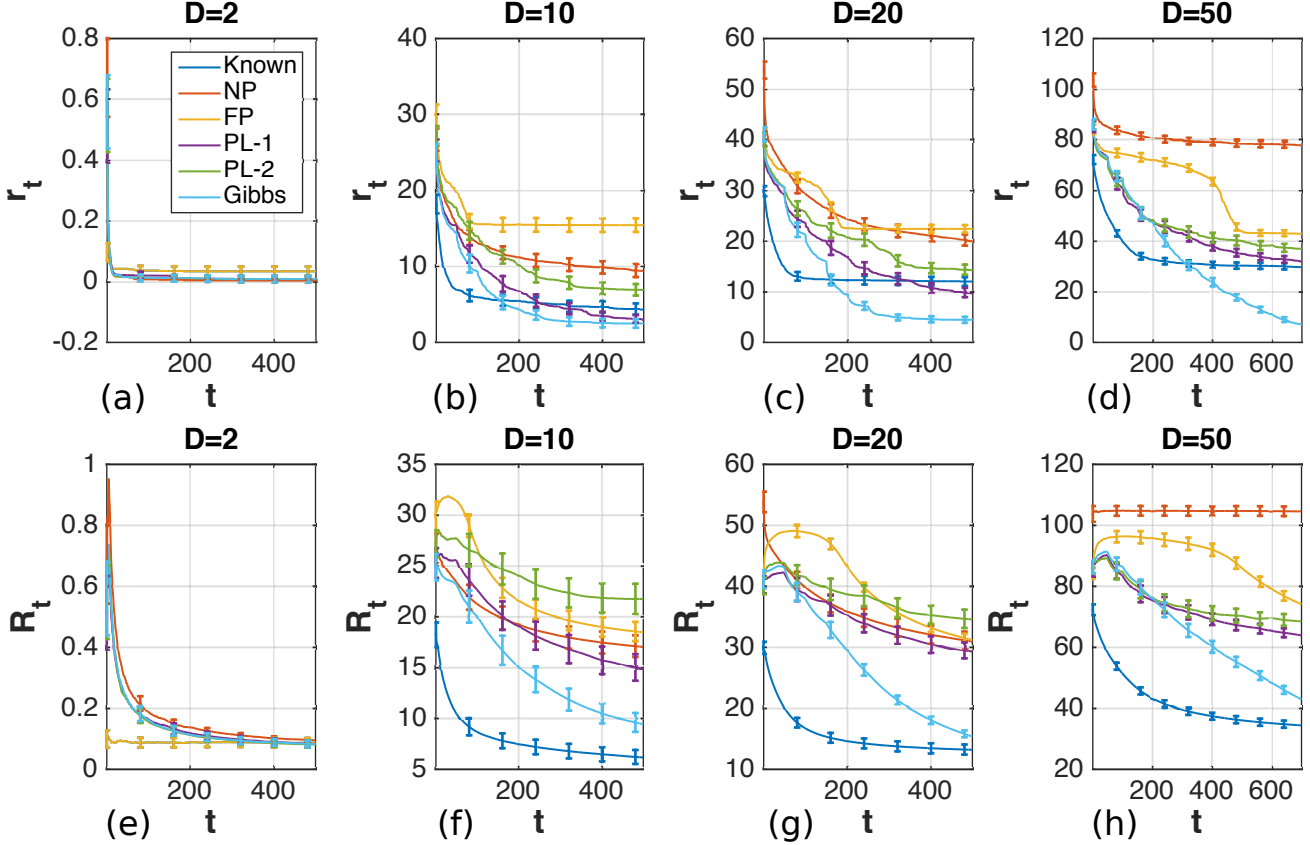 D=2 D=10 D=20 D=50
r_t
0.8
0.6
0.4
0.2
0
-0.2
200 400
Known
NP
FP
PL-1
PL-2
Gibbs
(a) t
r_t
40
30
20
10
0
200 400
(b) t
r_t
60
50
40
30
20
10
0
200 400
(c) t
r_t
120
100
80
60
40
20
0
200 400 600
(d) t
D=2 D=10 D=20 D=50
R_t
1
0.8
0.6
0.4
0.2
0
200 400
(e) t
R_t
35
30
25
20
15
10
5
200 400
(f) t
R_t
60
50
40
30
20
10
200 400
(g) t
R_t
120
100
80
60
40
20
200 400 600
(h) t